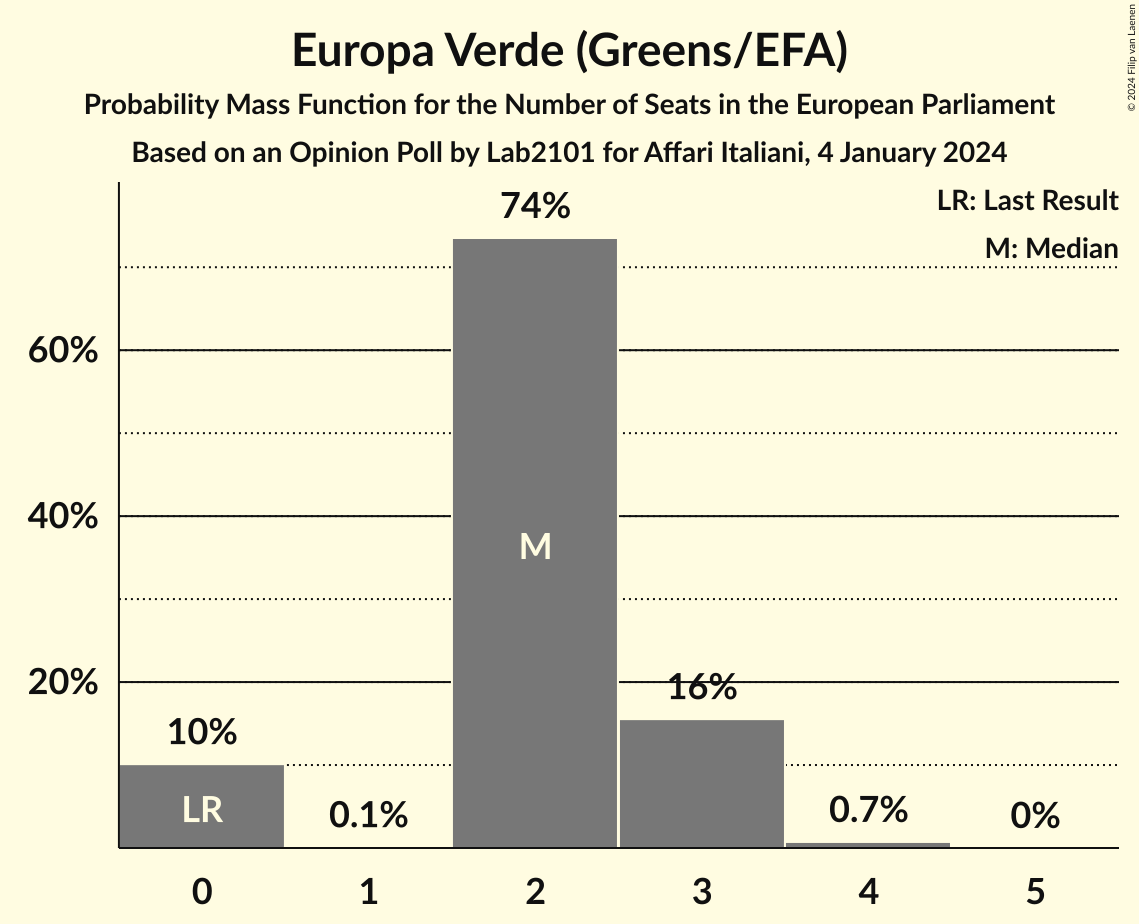 Europa Verde (Greens/EFA)
Probability Mass Function for the Number of Seats in the European Parliament
Based on an Opinion Poll by Lab2101 for Affari Italiani, 4 January 2024
© 2024 Filip van Laenen
LR: Last Result
M: Median
74%
60%
40%
M
20%
16%
10%
LR
0.1%
0.7%
0%
0 1 2 3 4 5